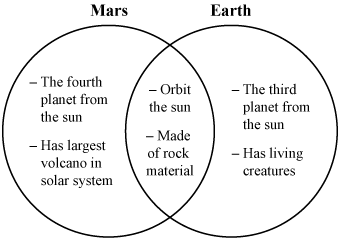 Mars
Earth
– The fourth
planet from
the sun
– Has largest
volcano in
solar system
– Orbit
the sun
– Made
of rock
material
– The third
planet from
the sun
– Has living
creatures